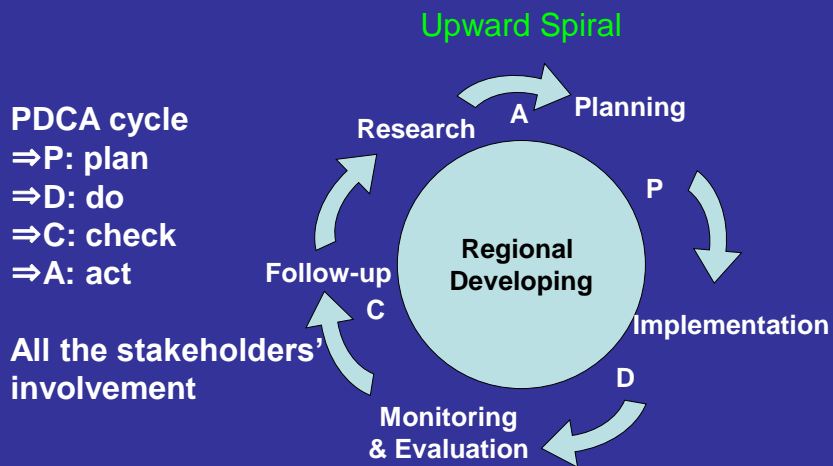 Upward Spiral
PDCA cycle
⇒P: plan
⇒D: do
⇒C: check
⇒A: act
All the stakeholders’
involvement
Research
A
Planning
P
Implementation
D
Monitoring
& Evaluation
C
Follow-up
Regional
Developing